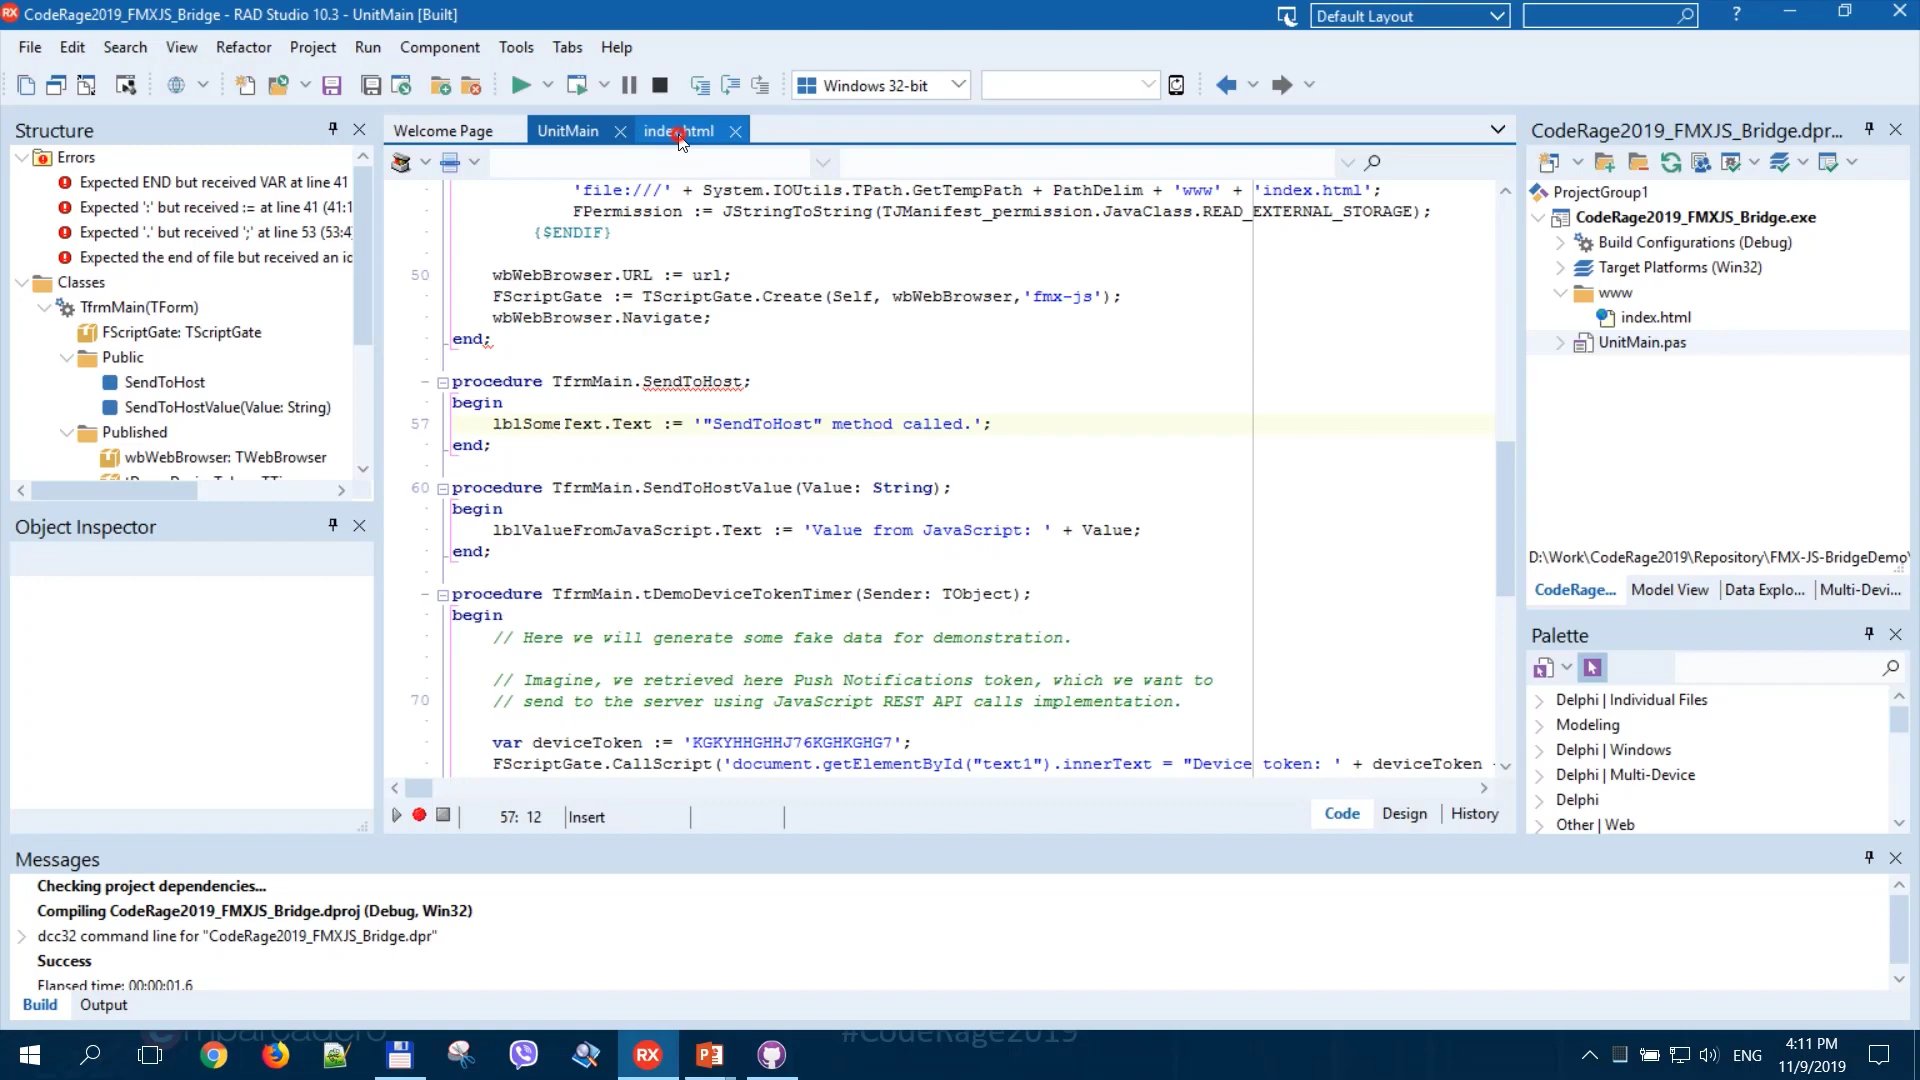 CodeRage2019_FMXJS_Bridge - RAD Studio 10.3 - UnitMain [Built]
Default Layout
?
File Edit Search View Refactor Project Run Component Tools Tabs Help
Windows 32-bit
Structure
Errors
Expected END but received VAR at line 41
Expected ':' but received := at line 41 (41:1
Expected '.' but received ';' at line 53 (53:4
Expected the end of file but received an ic
Classes
TfrmMain(TForm)
FScriptGate: TScriptGate
Public
SendToHost
SendToHostValue(Value: String)
Published
wbWebBrowser: TWebBrowser
Object Inspector
Welcome Page UnitMain index.html
'file:///' + System.IOUtils.TPath.GetTempPath + PathDelim + 'www' + 'index.html';
FPermission := JStringToString(TJManifest_permission.JavaClass.READ_EXTERNAL_STORAGE);
{$ENDIF}
50 wbWebBrowser.URL := url;
FScriptGate := TScriptGate.Create(Self, wbWebBrowser,'fmx-js');
wbWebBrowser.Navigate;
end;
procedure TfrmMain.SendToHost;
begin
57 lblSomeText.Text := '"SendToHost" method called.';
end;
60 procedure TfrmMain.SendToHostValue(Value: String);
begin
lblValueFromJavaScript.Text := 'Value from JavaScript: ' + Value;
end;
procedure TfrmMain.tDemoDeviceTokenTimer(Sender: TObject);
begin
// Here we will generate some fake data for demonstration.
// Imagine, we retrieved here Push Notifications token, which we want to
70 // send to the server using JavaScript REST API calls implementation.
var deviceToken := 'KGKYHHGHHJ76KGHKGHG7';
FScriptGate.CallScript('document.getElementById("text1").innerText = "Device token: ' + deviceToken
57: 12 Insert
Code Design History
CodeRage2019_FMXJS_Bridge.dpr...
ProjectGroup1
CodeRage2019_FMXJS_Bridge.exe
Build Configurations (Debug)
Target Platforms (Win32)
www
index.html
UnitMain.pas
D:\Work\CodeRage2019\Repository\FMX-JS-BridgeDemo\
CodeRage... Model View Data Explo... Multi-Devi...
Palette
Delphi | Individual Files
Modeling
Delphi | Windows
Delphi | Multi-Device
Delphi
Other | Web
Messages
Checking project dependencies...
Compiling CodeRage2019_FMXJS_Bridge.dproj (Debug, Win32)
dcc32 command line for "CodeRage2019_FMXJS_Bridge.dpr"
Success
Elapsed time: 00:00:01.6
Build Output
#CodeRage2019
RX
ENG
4:11 PM
11/9/2019